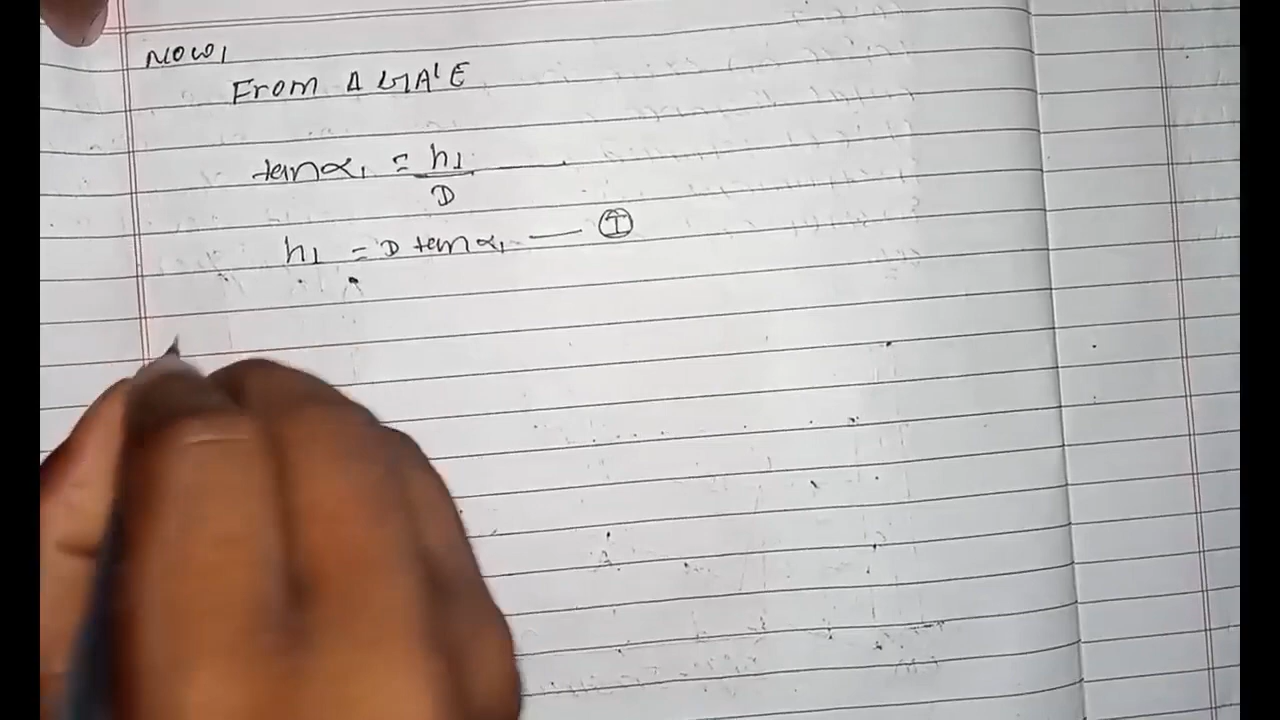 Now,
From Δ GA'E
tanα₁ = h₁/D
h₁ = D tanα₁ — Ⓘ